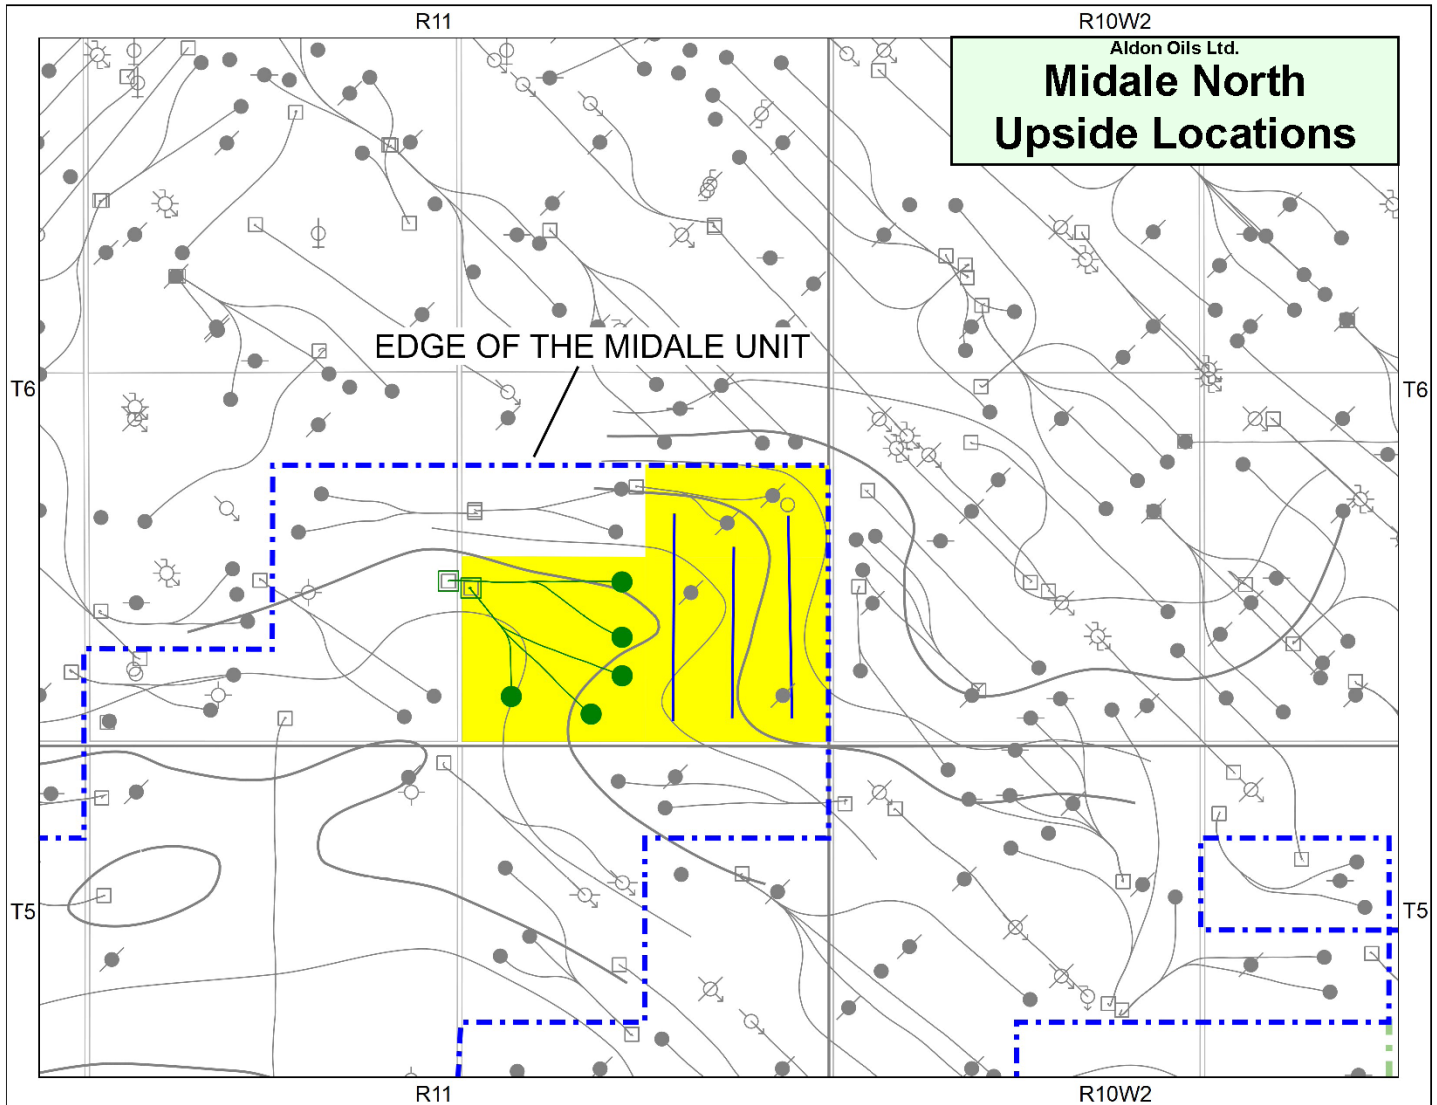 R11
R10W2
Aldon Oils Ltd.
Midale North
Upside Locations
EDGE OF THE MIDALE UNIT
T6
T6
T5
T5
R11
R10W2